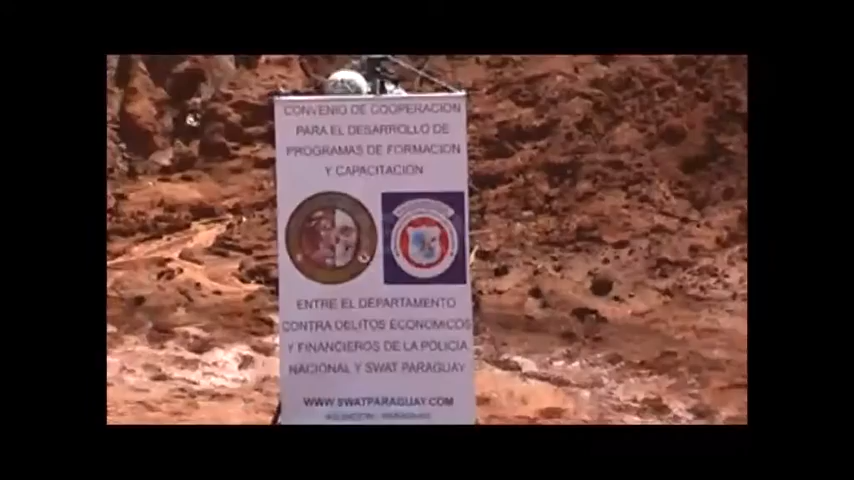 CONVENIO DE COOPERACION
PARA EL DESARROLLO DE
PROGRAMAS DE FORMACION
Y CAPACITACION
ENTRE EL DEPARTAMENTO
CONTRA DELITOS ECONOMICOS
Y FINANCIEROS DE LA POLICIA
NACIONAL Y SWAT PARAGUAY
WWW.SWATPARAGUAY.COM